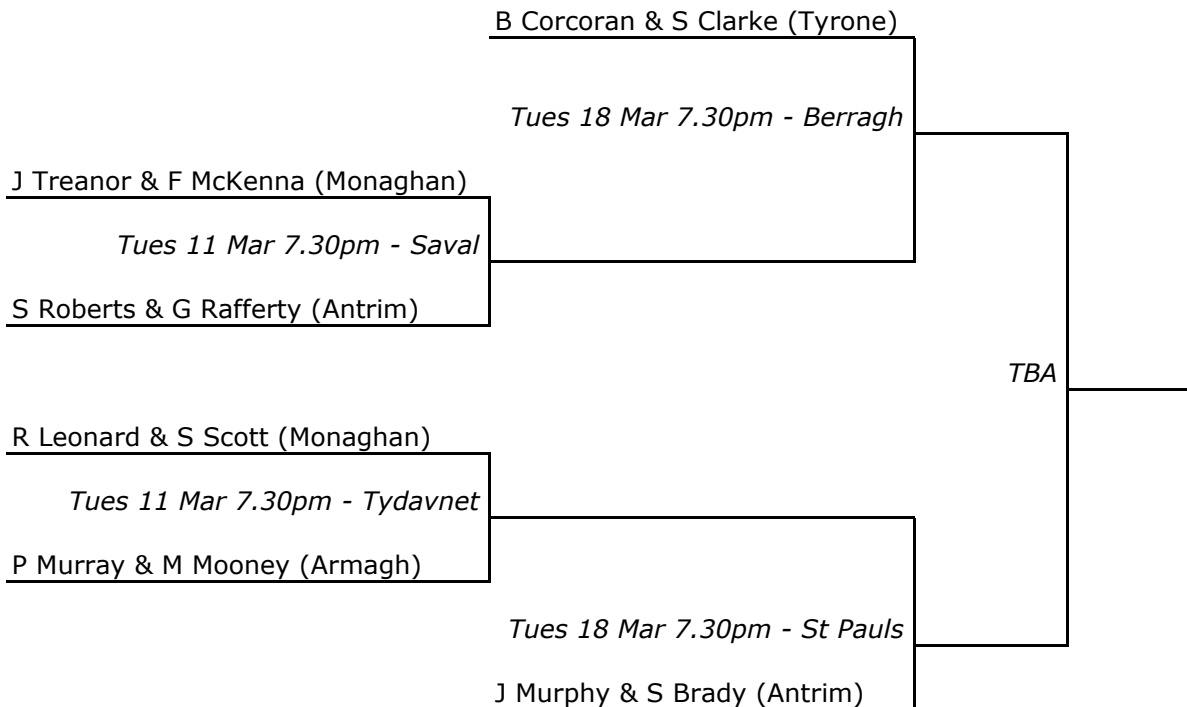 B Corcoran & S Clarke (Tyrone)
Tues 18 Mar 7.30pm - Berragh
J Treanor & F McKenna (Monaghan)
Tues 11 Mar 7.30pm - Saval
S Roberts & G Rafferty (Antrim)
TBA
R Leonard & S Scott (Monaghan)
Tues 11 Mar 7.30pm - Tydavnet
P Murray & M Mooney (Armagh)
Tues 18 Mar 7.30pm - St Pauls
J Murphy & S Brady (Antrim)